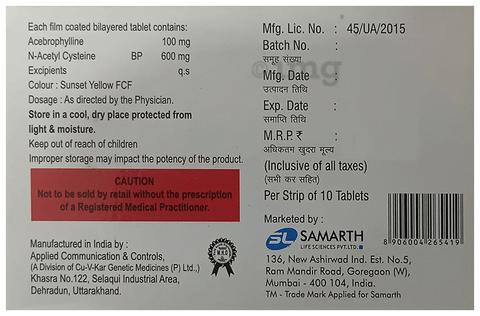 Each film coated bilayered tablet contains:
Acebrophylline 100 mg
N-Acetyl Cysteine BP 600 mg
Excipients q.s
Colour : Sunset Yellow FCF
Dosage : As directed by the Physician.
Store in a cool, dry place protected from
light & moisture.
Keep out of reach of children
Improper storage may impact the potency of the product.
CAUTION
Not to be sold by retail without the prescription
of a Registered Medical Practitioner.
Manufactured in India by :
Applied Communication & Controls,
(A Division of Cu-V-Kar Genetic Medicines (P) Ltd.,)
Khasra No.122, Selaqui Industrial Area,
Dehradun, Uttarakhand.
Mfg. Lic. No. : 45/UA/2015
Batch No. :
समूह संख्या
Mfg. Date :
उत्पादन तिथि
Exp. Date :
समाप्ति तिथि
M.R.P. ₹ :
अधिकतम खुदरा मूल्य
(Inclusive of all taxes)
(सभी कर सहित)
Per Strip of 10 Tablets
Marketed by :
SL SAMARTH
LIFE SCIENCES PVT.LTD.
136, New Ashirwad Ind. Est. No.5,
Ram Mandir Road, Goregoon (W),
Mumbai - 400 104, India.
TM - Trade Mark Applied for Samarth
8 906004 265419